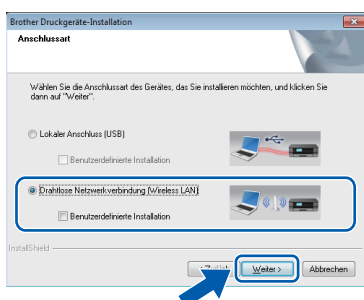 Brother Druckgeräte-Installation
Anschlussart
Wählen Sie die Anschlussart des Gerätes, das Sie installieren möchten, und klicken Sie
dann auf "Weiter".
Lokaler Anschluss (USB)
Benutzerdefinierte Installation
Drahtlose Netzwerkverbindung (Wireless LAN)
Benutzerdefinierte Installation
InstallShield
Weiter >
Abbrechen